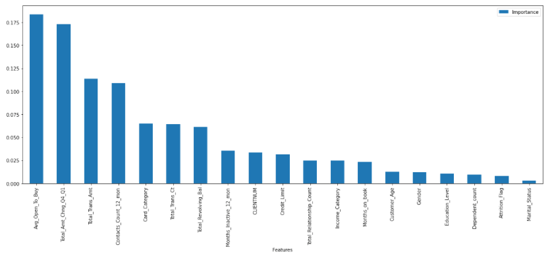 Importance
0.175
0.150
0.125
0.100
0.075
0.050
0.025
0.000
Avg_Open_To_Buy
Total_Amt_Chng_Q4_Q1
Total_Trans_Amt
Contacts_Count_12_mon
Card_Category
Total_Trans_Ct
Total_Revolving_Bal
Months_Inactive_12_mon
CLIENTNUM
Credit_Limit
Total_Relationship_Count
Income_Category
Months_on_book
Customer_Age
Gender
Education_Level
Dependent_count
Attrition_Flag
Marital_Status
Features